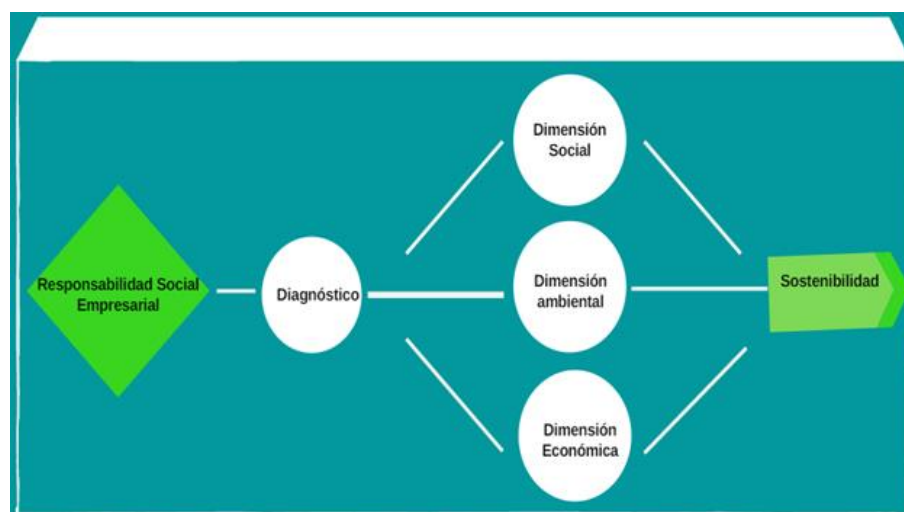 Responsabilidad Social
Empresarial
Diagnóstico
Dimensión
Social
Dimensión
ambiental
Dimensión
Económica
Sostenibilidad